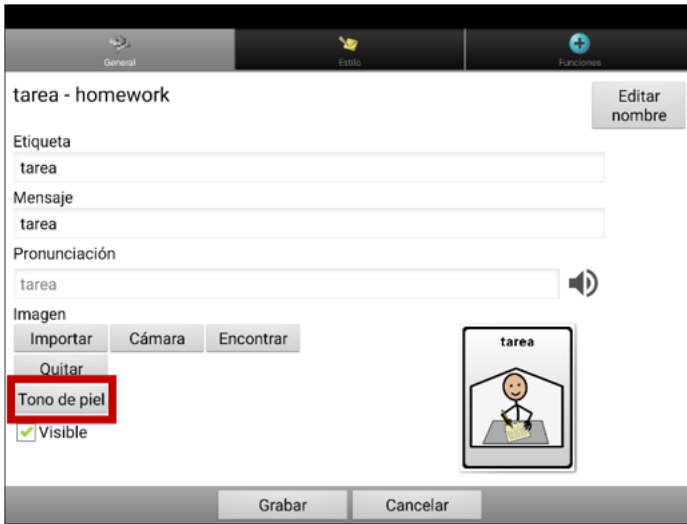 General
Estilo
Funciones
tarea - homework
Editar
nombre
Etiqueta
tarea
Mensaje
tarea
Pronunciación
tarea
Imagen
Importar
Cámara
Encontrar
Quitar
Tono de piel
Visible
tarea
Grabar
Cancelar